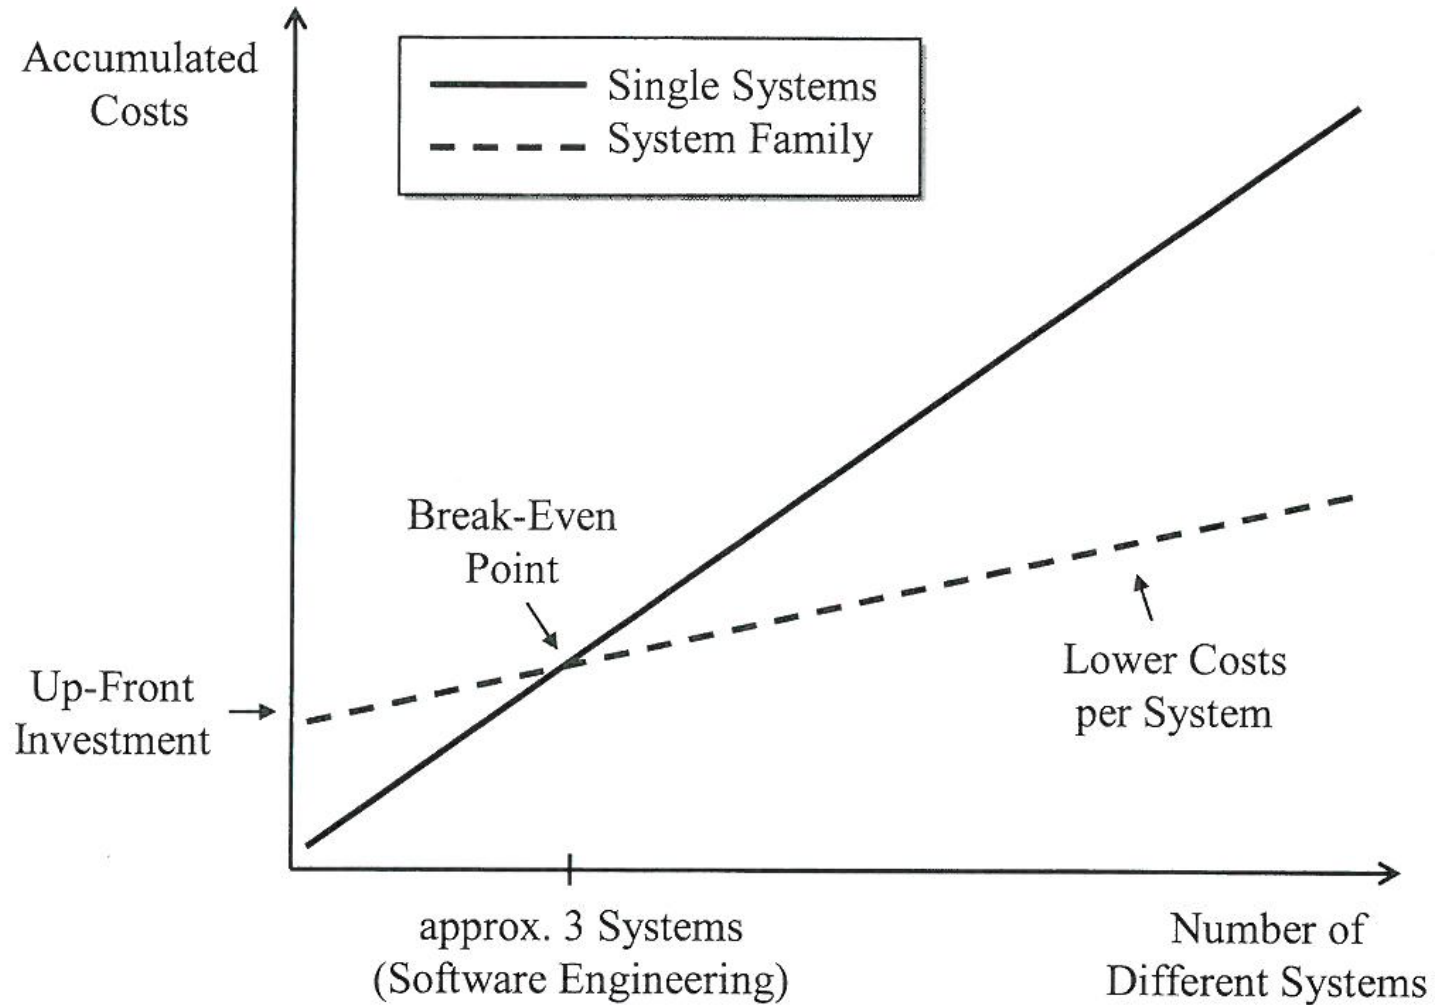 Accumulated
Costs
Single Systems
System Family
Break-Even
Point
Up-Front
Investment
Lower Costs
per System
approx. 3 Systems
(Software Engineering)
Number of
Different Systems